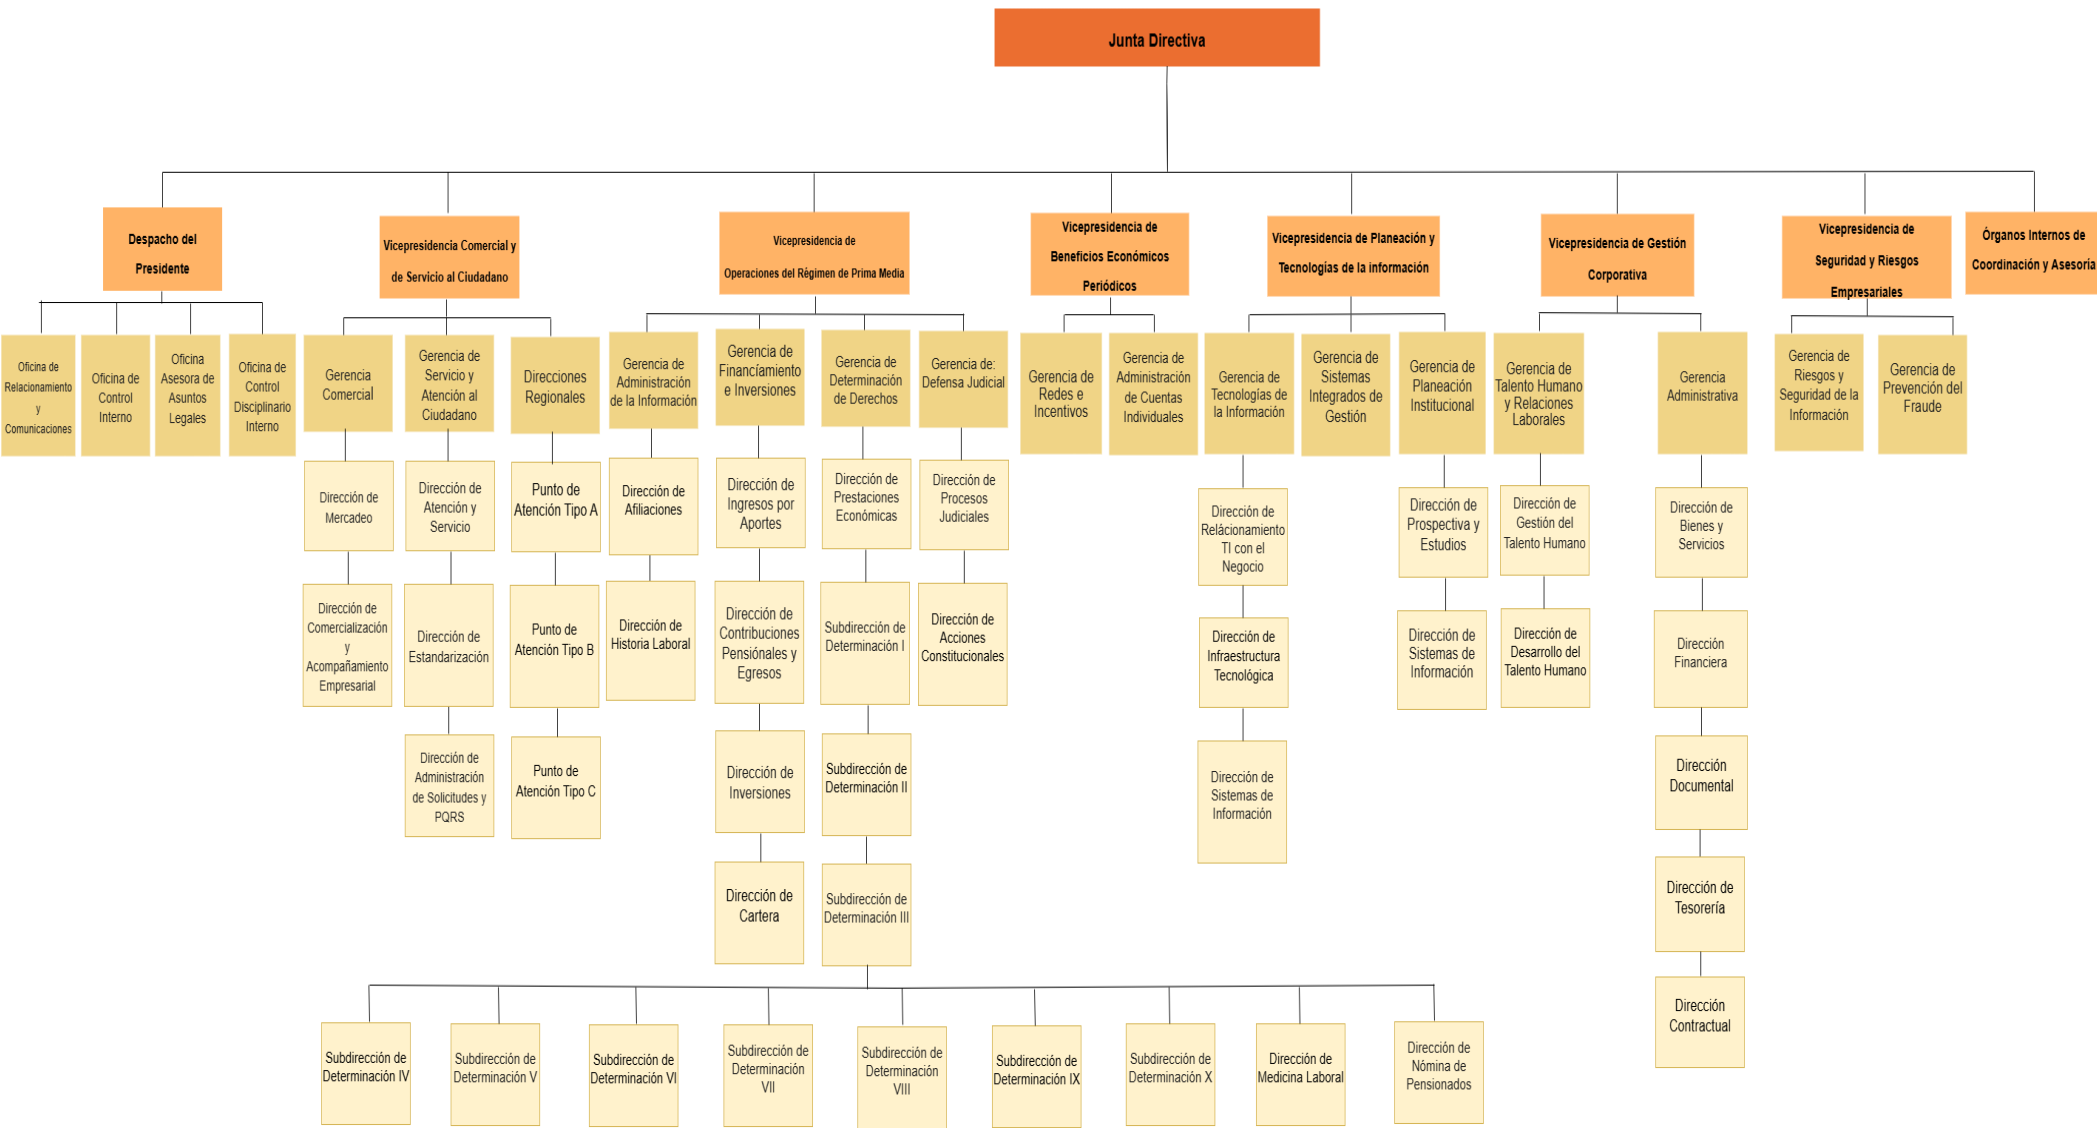 Junta Directiva
Despacho del
Presidente
Vicepresidencia Comercial y
de Servicio al Ciudadano
Vicepresidencia de
Operaciones del Régimen de Prima Media
Vicepresidencia de
Beneficios Económicos
Periódicos
Vicepresidencia de Planeación y
Tecnologías de la información
Vicepresidencia de Gestión
Corporativa
Vicepresidencia de
Seguridad y Riesgos
Empresariales
Órganos Internos de
Coordinación y Asesoría
Oficina de
Relacionamiento
y
Comunicaciones
Oficina de
Control
Interno
Oficina
Asesora de
Asuntos
Legales
Oficina de
Control
Disciplinario
Interno
Gerencia
Comercial
Gerencia de
Servicio y
Atención al
Ciudadano
Direcciones
Regionales
Gerencia de
Administración
de la Información
Gerencia de
Financíamiento
e Inversiones
Gerencia de
Determinación
de Derechos
Gerencia de:
Defensa Judicial
Gerencia de
Redes e
Incentivos
Gerencia de
Administración
de Cuentas
Individuales
Gerencia de
Tecnologías de
la Información
Gerencia de
Sistemas
Integrados de
Gestión
Gerencia de
Planeación
Institucional
Gerencia de
Talento Humano
y Relaciones
Laborales
Gerencia
Administrativa
Gerencia de
Riesgos y
Seguridad de la
Información
Gerencia de
Prevención del
Fraude
Dirección de
Mercadeo
Dirección de
Atención y
Servicio
Punto de
Atención Tipo A
Dirección de
Afiliaciones
Dirección de
Ingresos por
Aportes
Dirección de
Prestaciones
Económicas
Dirección de
Procesos
Judiciales
Dirección de
Relácionamiento
TI con el
Negocio
Dirección de
Prospectiva y
Estudios
Dirección de
Gestión del
Talento Humano
Dirección de
Bienes y
Servicios
Dirección de
Comercialización
y
Acompañamiento
Empresarial
Dirección de
Estandarización
Punto de
Atención Tipo B
Dirección de
Historia Laboral
Dirección de
Contribuciones
Pensiónales y
Egresos
Subdirección de
Determinación I
Dirección de
Acciones
Constitucionales
Dirección de
Infraestructura
Tecnológica
Dirección de
Sistemas de
Información
Dirección de
Desarrollo del
Talento Humano
Dirección
Financiera
Dirección de
Administración
de Solicitudes y
PQRS
Punto de
Atención Tipo C
Dirección de
Inversiones
Subdirección de
Determinación II
Dirección de
Sistemas de
Información
Dirección
Documental
Dirección de
Cartera
Subdirección de
Determinación III
Dirección de
Tesorería
Dirección
Contractual
Subdirección de
Determinación IV
Subdirección de
Determinación V
Subdirección de
Determinación VI
Subdirección de
Determinación
VII
Subdirección de
Determinación
VIII
Subdirección de
Determinación IX
Subdirección de
Determinación X
Dirección de
Medicina Laboral
Dirección de
Nómina de
Pensionados